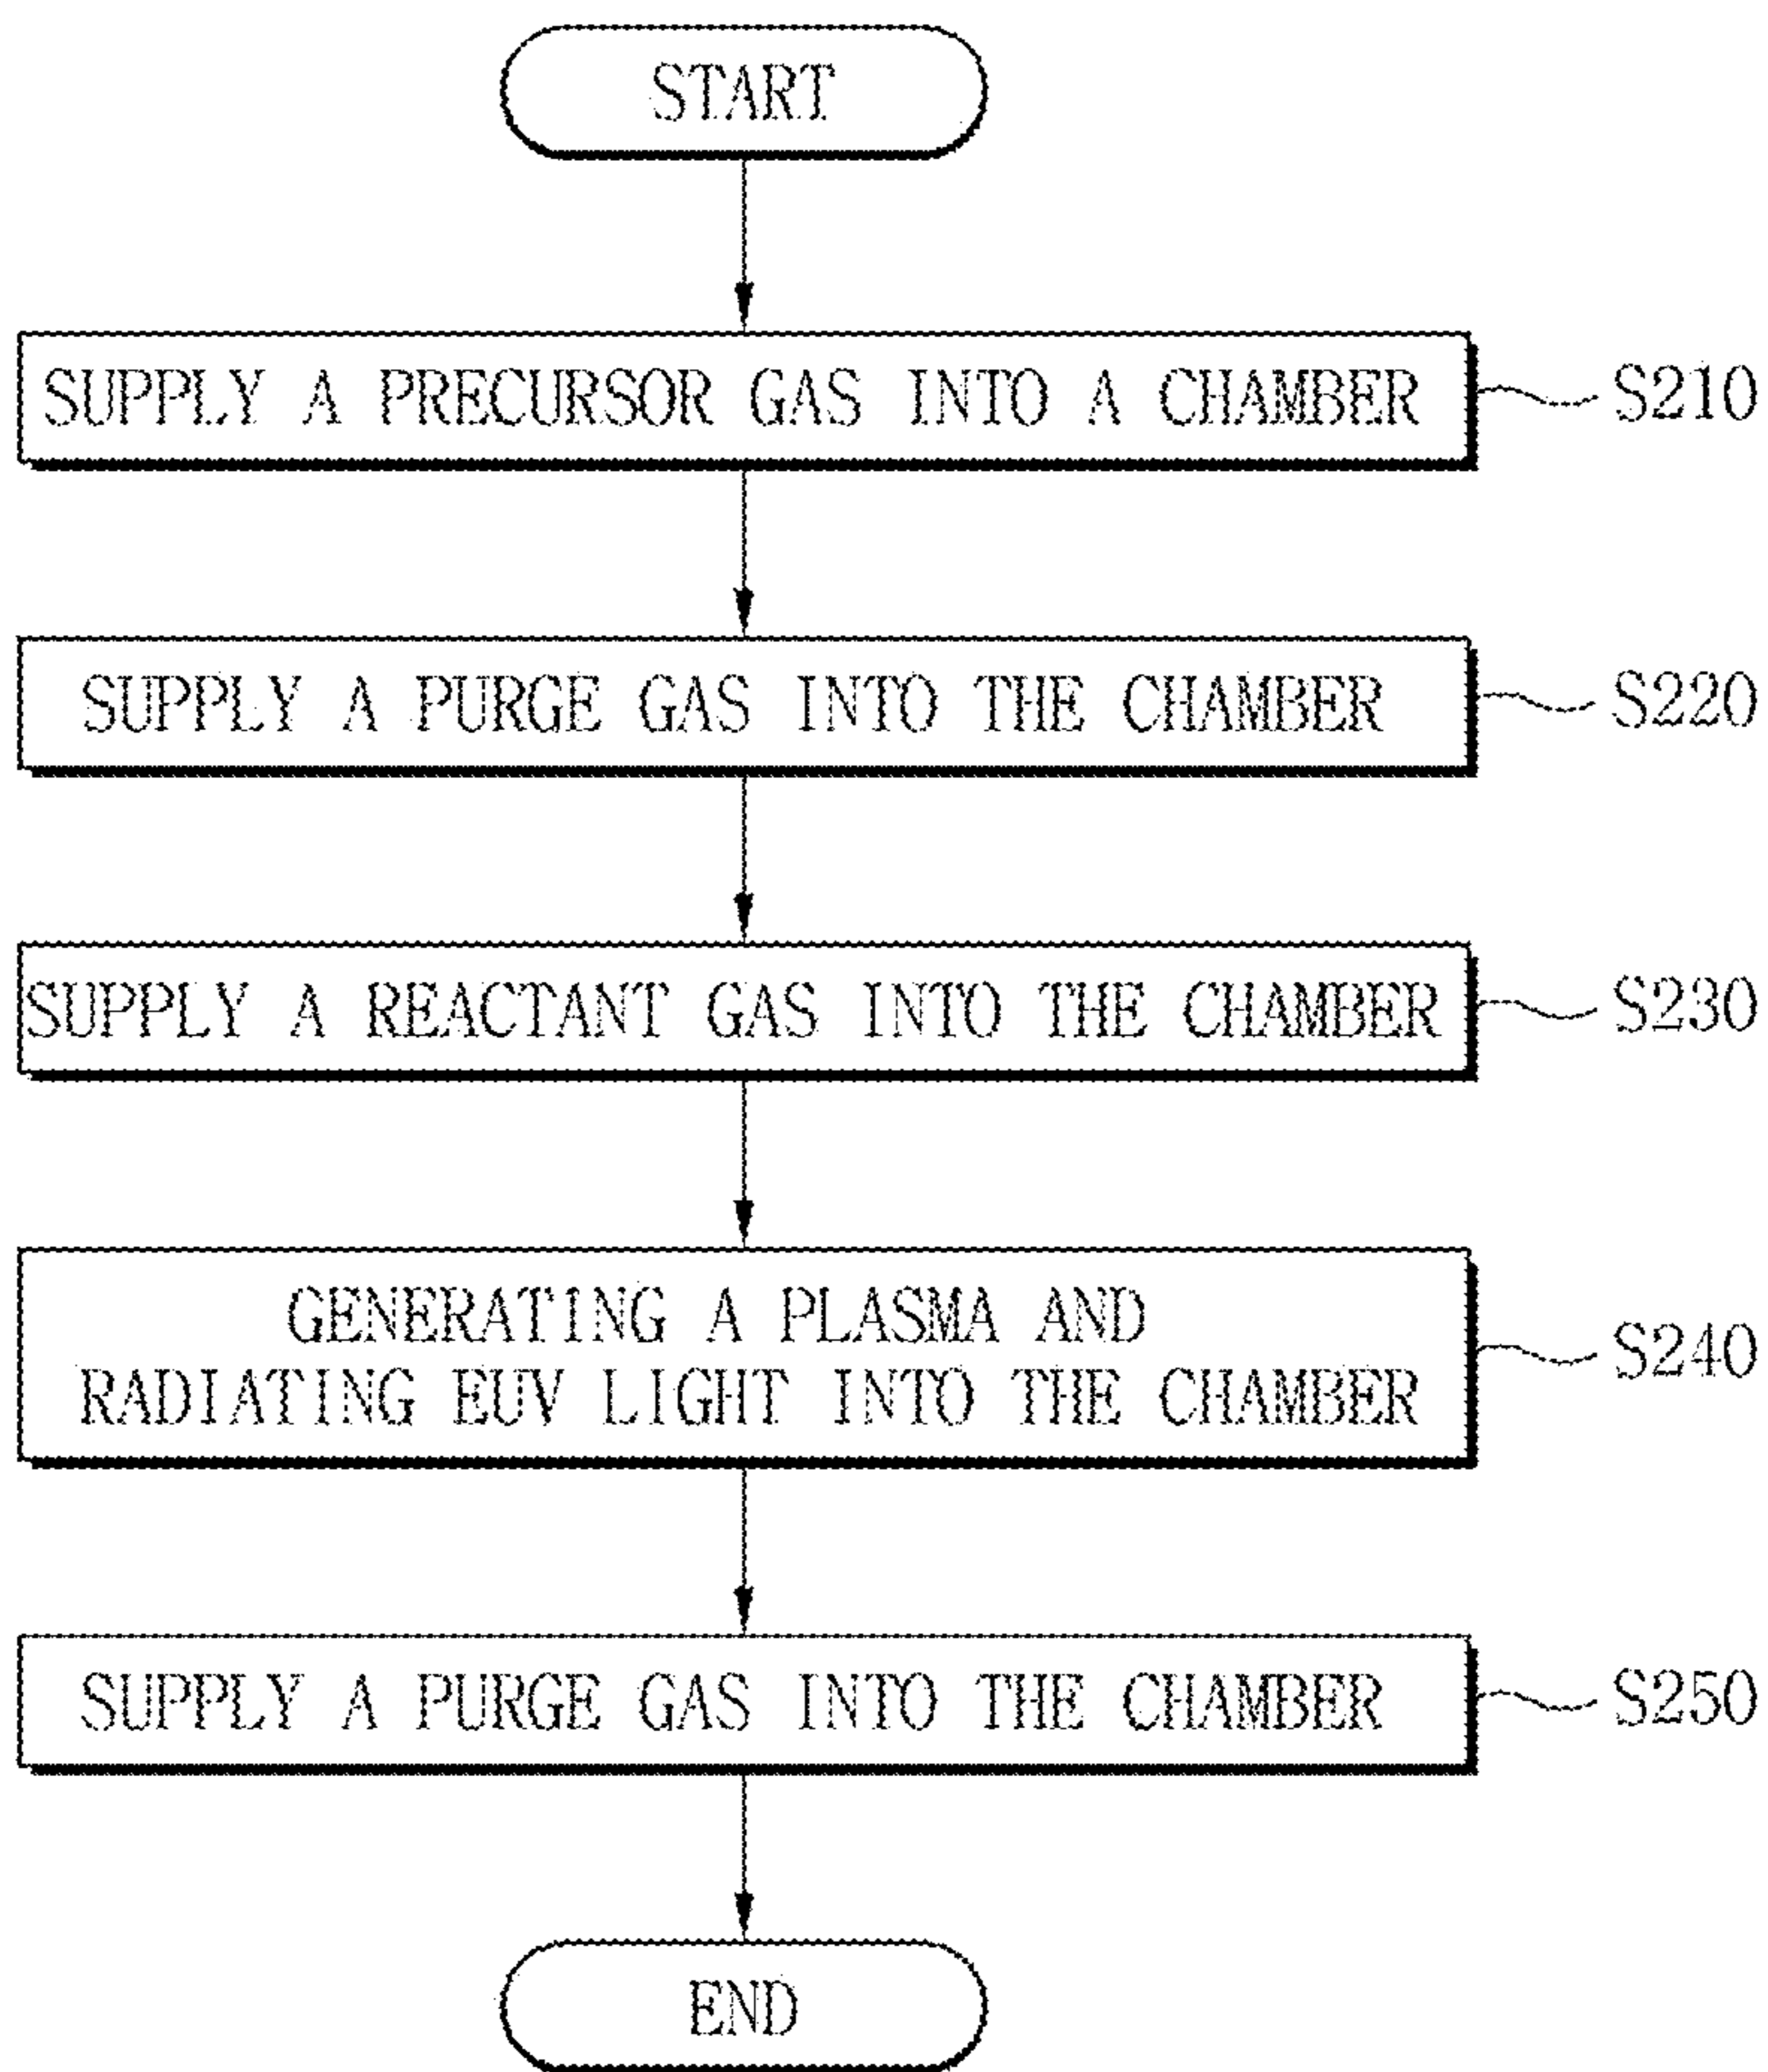 START
SUPPLY A PRECURSOR GAS INTO A CHAMBER
S210
SUPPLY A PURGE GAS INTO THE CHAMBER
S220
SUPPLY A REACTANT GAS INTO THE CHAMBER
S230
GENERATING A PLASMA AND
RADIATING EUV LIGHT INTO THE CHAMBER
S240
SUPPLY A PURGE GAS INTO THE CHAMBER
S250
END